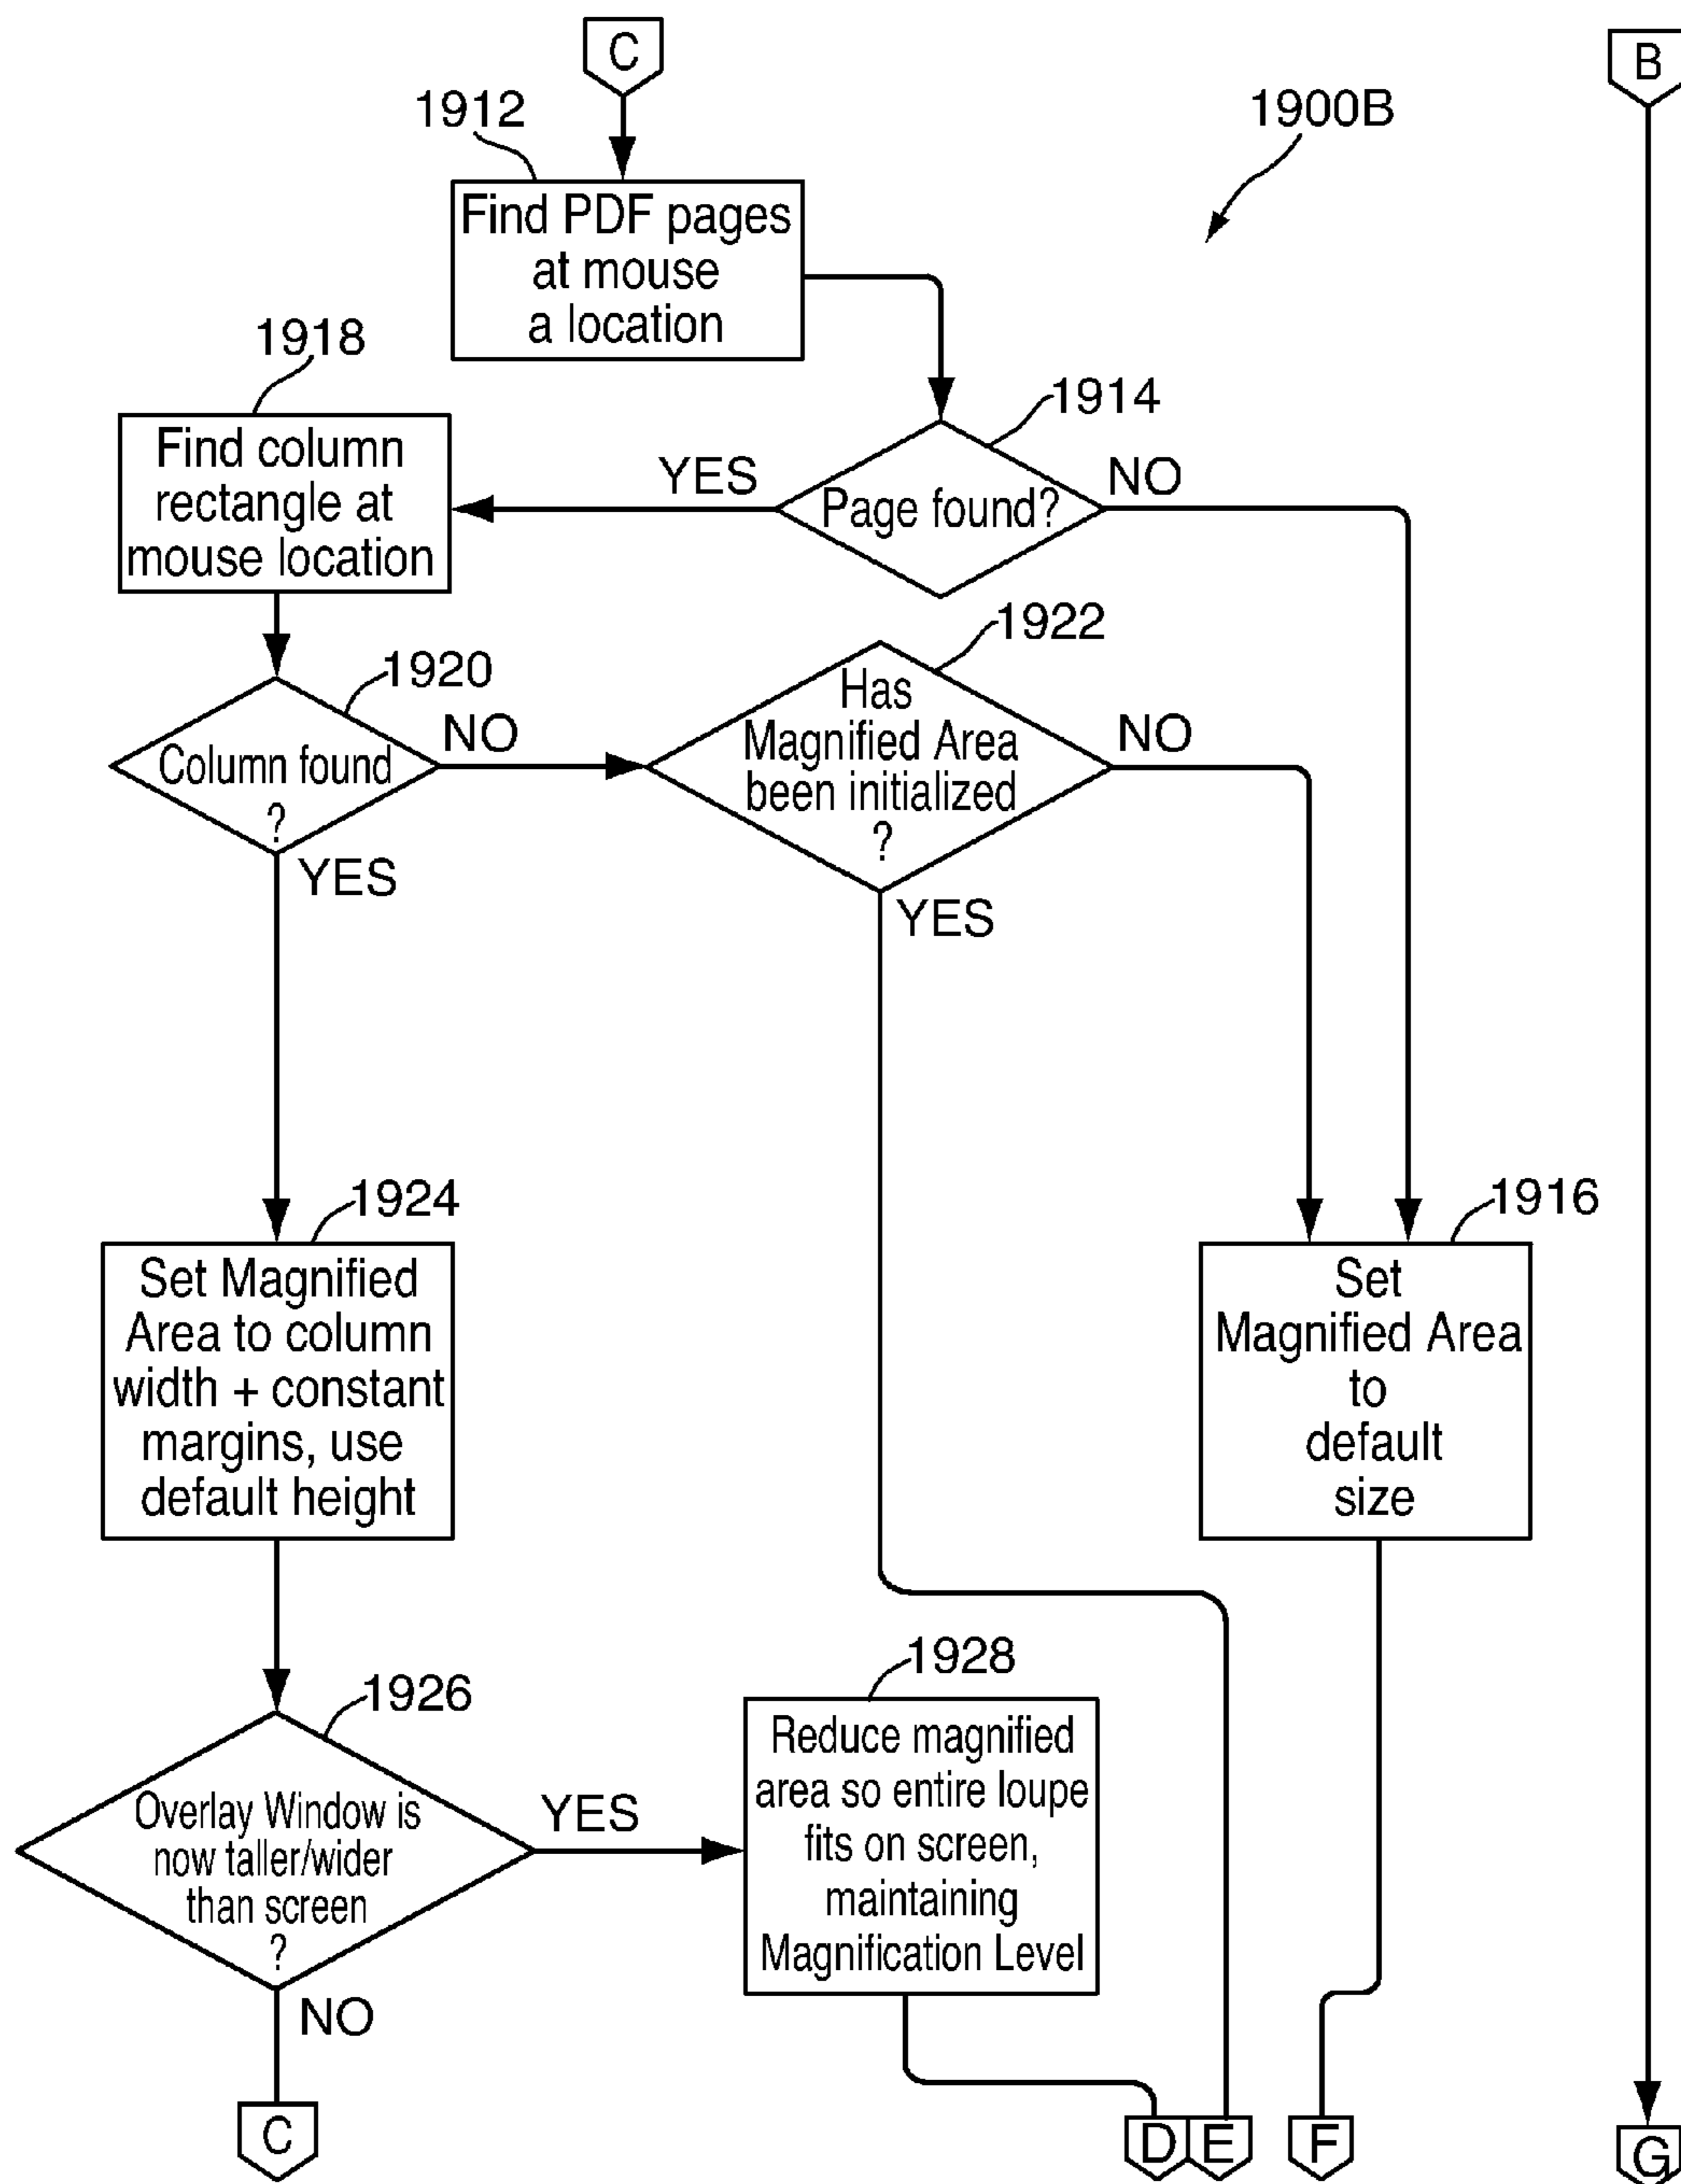 C
B
1912
1900B
Find PDF pages
at mouse
a location
1918
1914
Find column
rectangle at
mouse location
YES
Page found?
NO
1922
1920
Column found
?
NO
Has
Magnified Area
been initialized
?
NO
YES
YES
1924
1916
Set Magnified
Area to column
width + constant
margins, use
default height
Set
Magnified Area
to
default
size
1928
1926
Overlay Window is
now taller/wider
than screen
?
YES
Reduce magnified
area so entire loupe
fits on screen,
maintaining
Magnification Level
NO
C
D
E
F
G